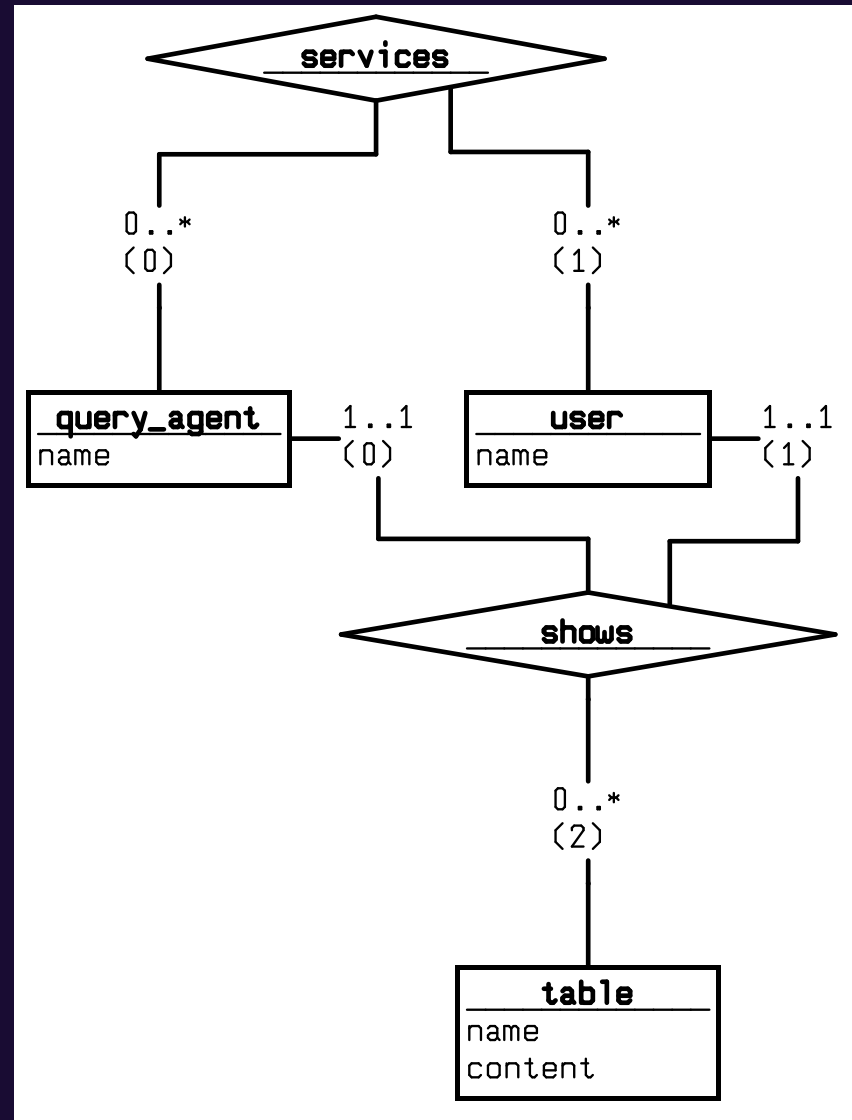 services
0..*
(0)
0..*
(1)
query_agent
name
1..1
(0)
user
name
1..1
(1)
shows
0..*
(2)
table
name
content